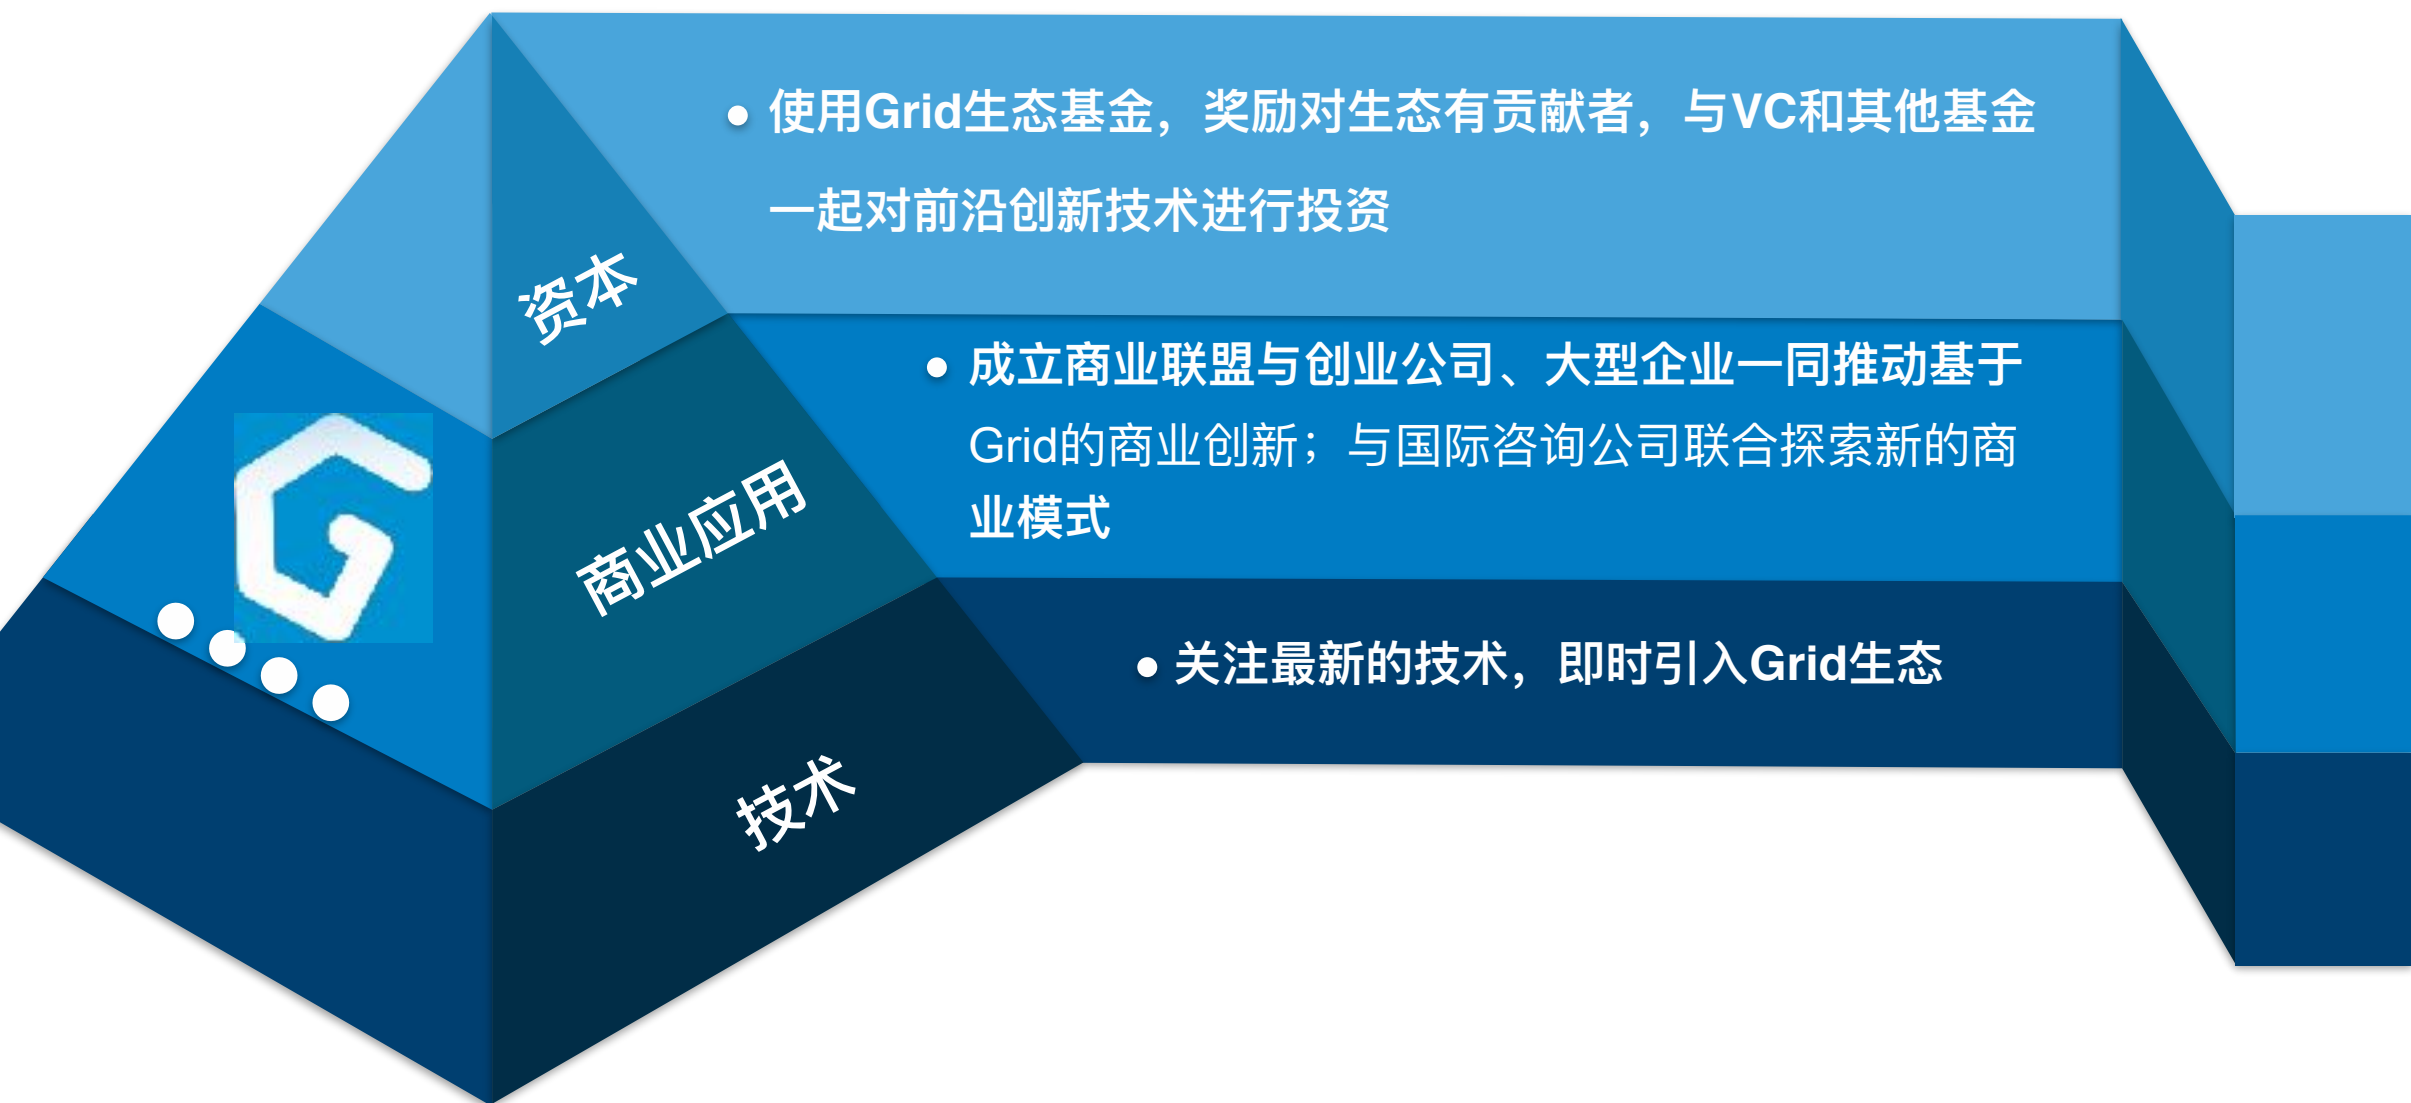 • 使用Grid生态基金，奖励对生态有贡献者，与VC和其他基金
一起对前沿创新技术进行投资
资本
• 成立商业联盟与创业公司、大型企业一同推动基于
Grid的商业创新；与国际咨询公司联合探索新的商
业模式
商业应用
• 关注最新的技术，即时引入Grid生态
技术